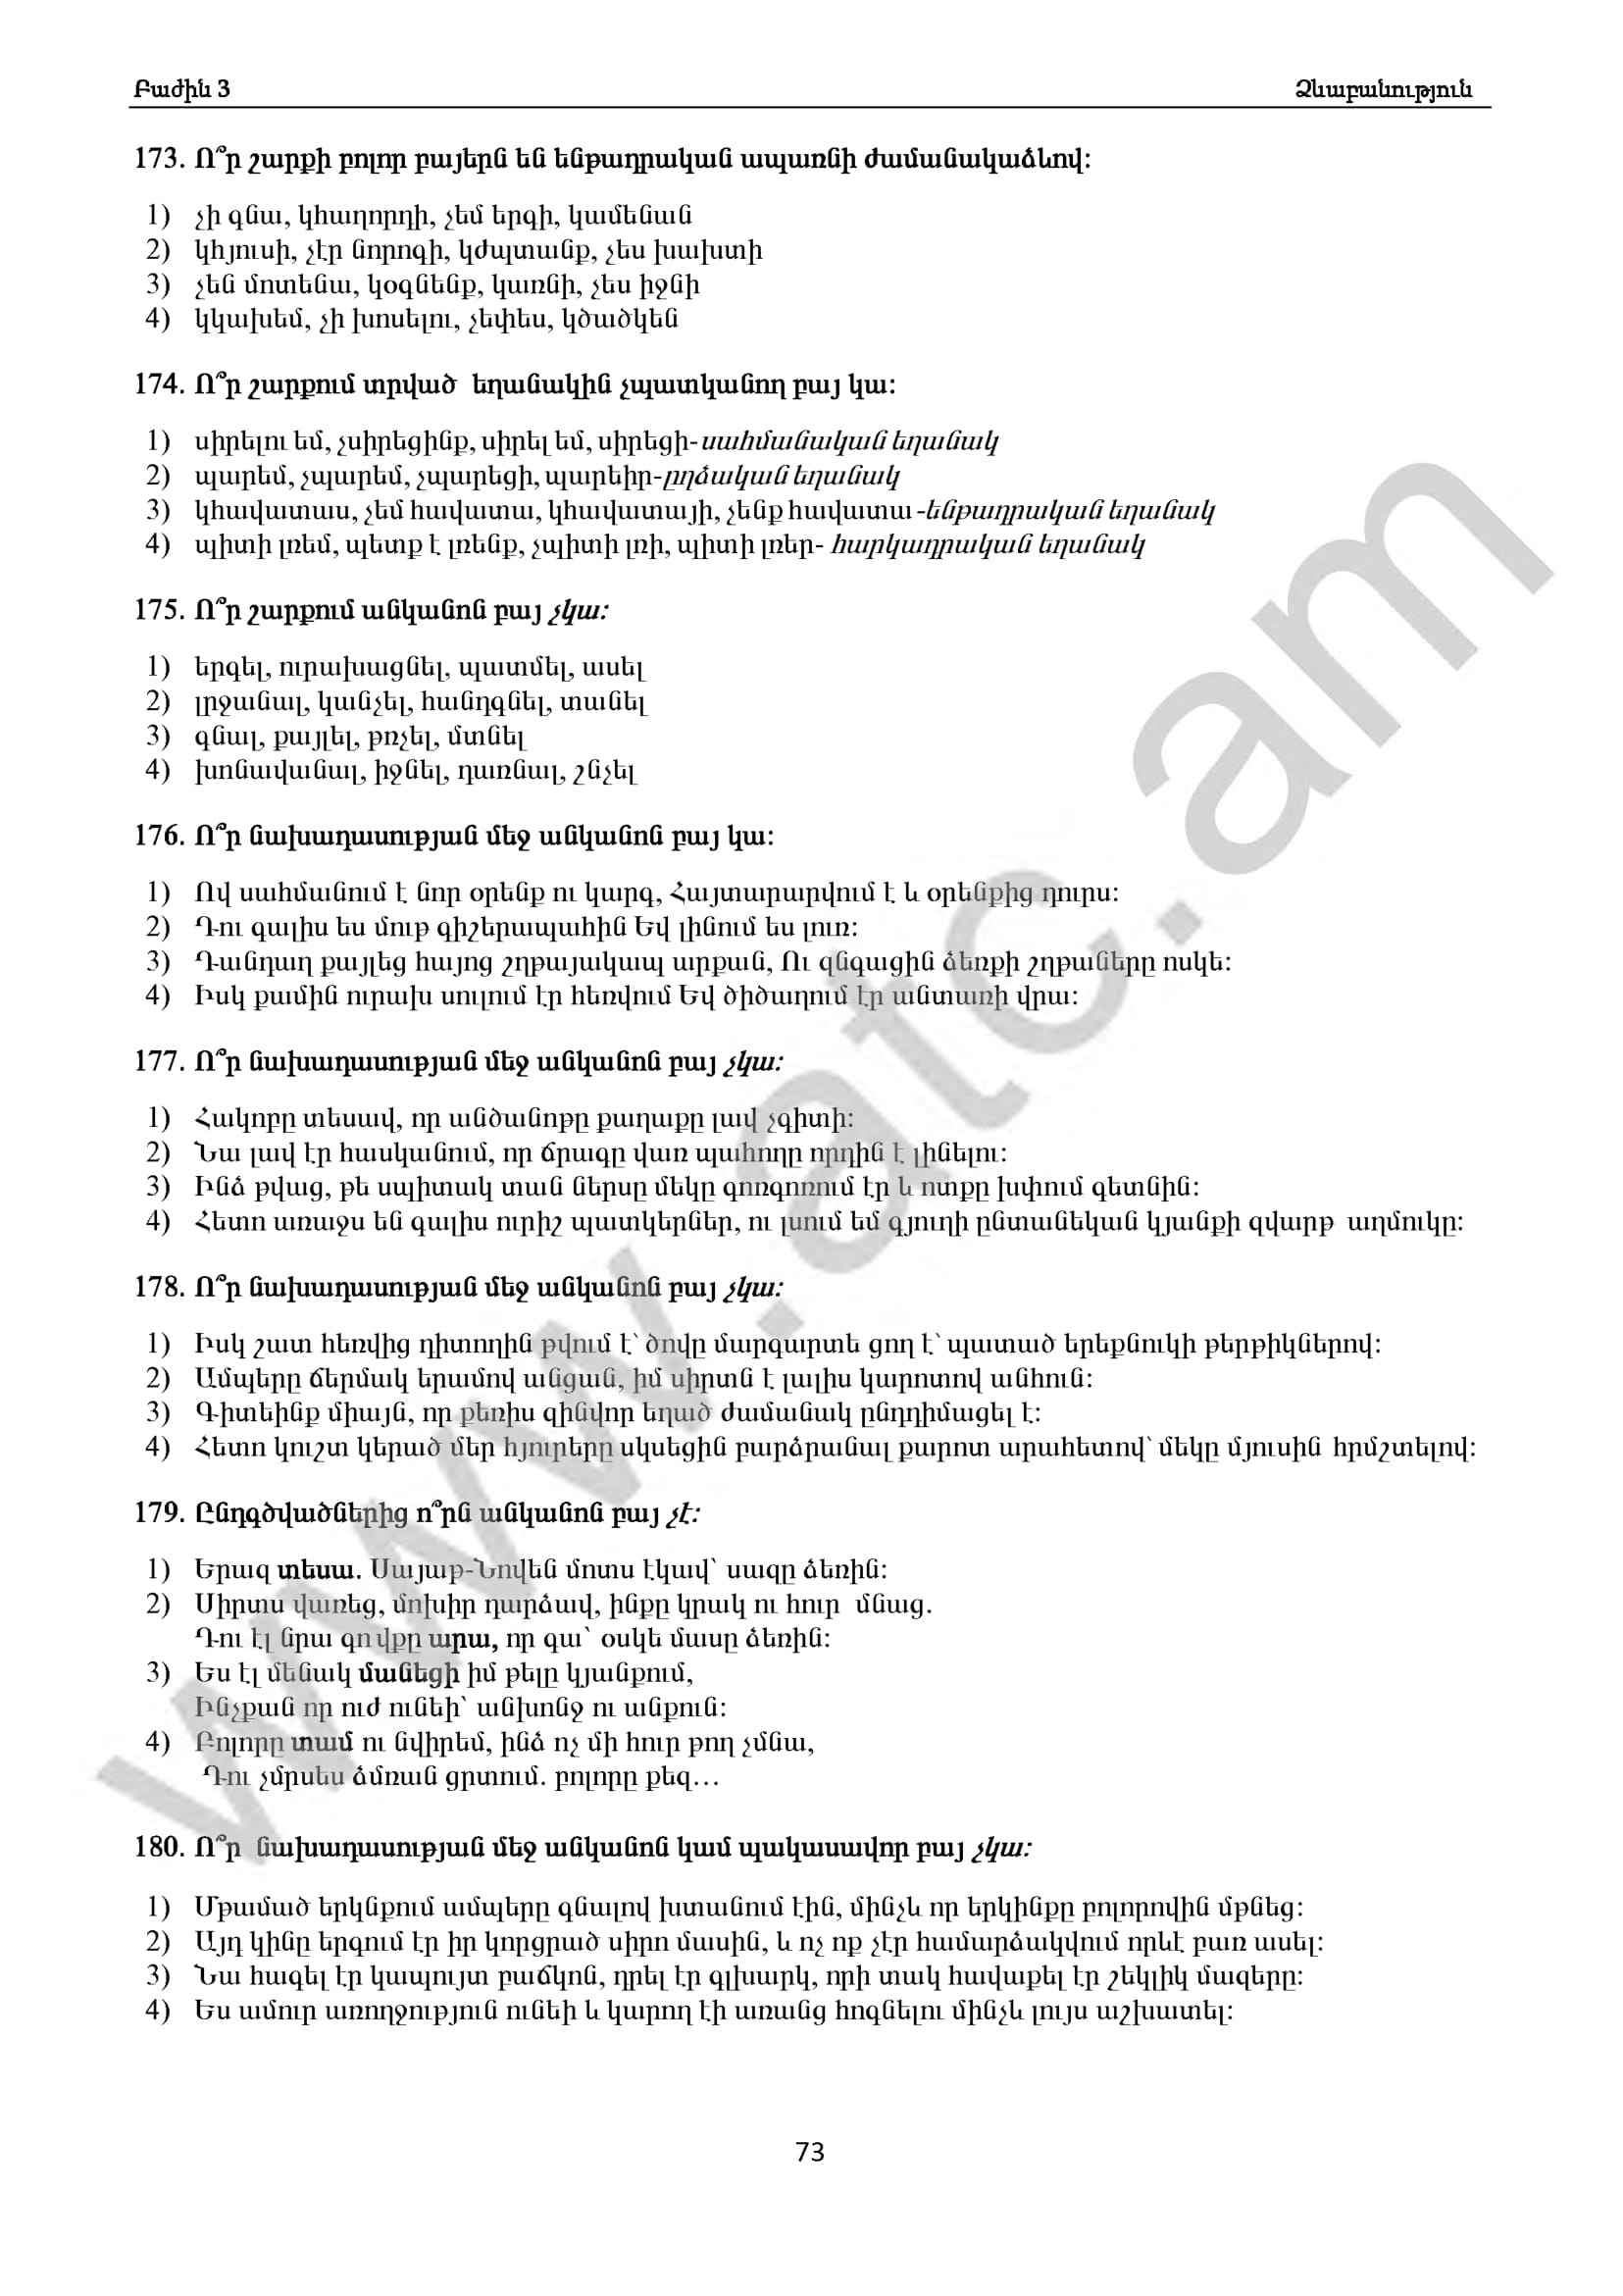 Բաժին 3 Ձևաբանություն
173. Ո՞ր շարքի բոլոր բայերն են ենթադրական ապառնի ժամանակաձևով:
1) չի գնա, կհաղորդի, չեմ երգի, կամենան
2) կհյուսի, չէր նորոգի, կժպտանք, չես խախտի
3) չեն մոտենա, կօգնենք, կառնի, չես իջնի
4) կկախեմ, չի խոսելու, չեփես, կծածկեն
174. Ո՞ր շարքում տրված եղանակին չպատկանող բայ կա:
1) սիրելու եմ, չսիրեցինք, սիրել եմ, սիրեցի-սահմանական եղանակ
2) պարեմ, չպարեմ, չպարեցի, պարեիր-ըղձական եղանակ
3) կհավատաս, չեմ հավատա, կհավատայի, չենք հավատա -ենթադրական եղանակ
4) պիտի լռեմ, պետք է լռենք, չպիտի լռի, պիտի լռեր- հարկադրական եղանակ
175. Ո՞ր շարքում անկանոն բայ չկա:
1) երգել, ուրախացնել, պատմել, ասել
2) լրջանալ, կանչել, հանդգնել, տանել
3) գնալ, քայլել, թռչել, մտնել
4) խոնավանալ, իջնել, դառնալ, շնչել
176. Ո՞ր նախադասության մեջ անկանոն բայ կա:
1) Ով սահմանում է նոր օրենք ու կարգ, Հայտարարվում է և օրենքից դուրս:
2) Դու գալիս ես մութ գիշերապահին Եվ լինում ես լուռ:
3) Դանդաղ քայլեց հայոց շղթայակապ արքան, Ու զնգացին ձեռքի շղթաները ոսկե:
4) Իսկ քամին ուրախ սուլում էր հեռվում Եվ ծիծաղում էր անտառի վրա:
177. Ո՞ր նախադասության մեջ անկանոն բայ չկա:
1) Հակոբը տեսավ, որ անծանոթը քաղաքը լավ չգիտի:
2) Նա լավ էր հասկանում, որ ճրագը վառ պահողը որդին է լինելու:
3) Ինձ թվաց, թե սպիտակ տան ներսը մեկը գոռգոռում էր և ոտքը խփում գետնին:
4) Հետո առաջս են գալիս ուրիշ պատկերներ, ու լսում եմ գյուղի ընտանեկան կյանքի զվարթ աղմուկը:
178. Ո՞ր նախադասության մեջ անկանոն բայ չկա:
1) Իսկ շատ հեռվից դիտողին թվում է՝ ծովը մարգարտե ցող է՝ պատած երեքնուկի թերթիկներով:
2) Ամպերը ճերմակ երամով անցան, իմ սիրտն է լալիս կարոտով անհուն:
3) Գիտեինք միայն, որ քեռիս զինվոր եղած ժամանակ ընդդիմացել է:
4) Հետո կուշտ կերած մեր հյուրերը սկսեցին բարձրանալ քարոտ արահետով՝ մեկը մյուսին հրմշտելով:
179. Ընդգծվածներից ո՞րն անկանոն բայ չէ:
1) Երազ տեսա. Սայաթ-Նովեն մոտս էկավ՝ սազը ձեռին:
2) Սիրտս վառեց, մոխիր դարձավ, ինքը կրակ ու հուր մնաց.
Դու էլ նրա գովքը արա, որ գա՝ օսկե մասը ձեռին:
3) Ես էլ մենակ մանեցի իմ թելը կյանքում,
Ինչքան որ ուժ ունեի՝ անխոնջ ու անքուն:
4) Բոլորը տամ ու նվիրեմ, ինձ ոչ մի հուր թող չմնա,
Դու չմրսես ձմռան ցրտում. բոլորը քեզ…
180. Ո՞ր նախադասության մեջ անկանոն կամ պակասավոր բայ չկա:
1) Մթամած երկնքում ամպերը գնալով խտանում էին, մինչև որ երկինքը բոլորովին մթնեց:
2) Այդ կինը երգում էր իր կորցրած սիրո մասին, և ոչ ոք չէր համարձակվում որևէ բառ ասել:
3) Նա հագել էր կապույտ բաճկոն, դրել էր գլխարկ, որի տակ հավաքել էր շեկլիկ մազերը:
4) Ես ամուր առողջություն ունեի և կարող էի առանց հոգնելու մինչև լույս աշխատել:
www.atc.am
73